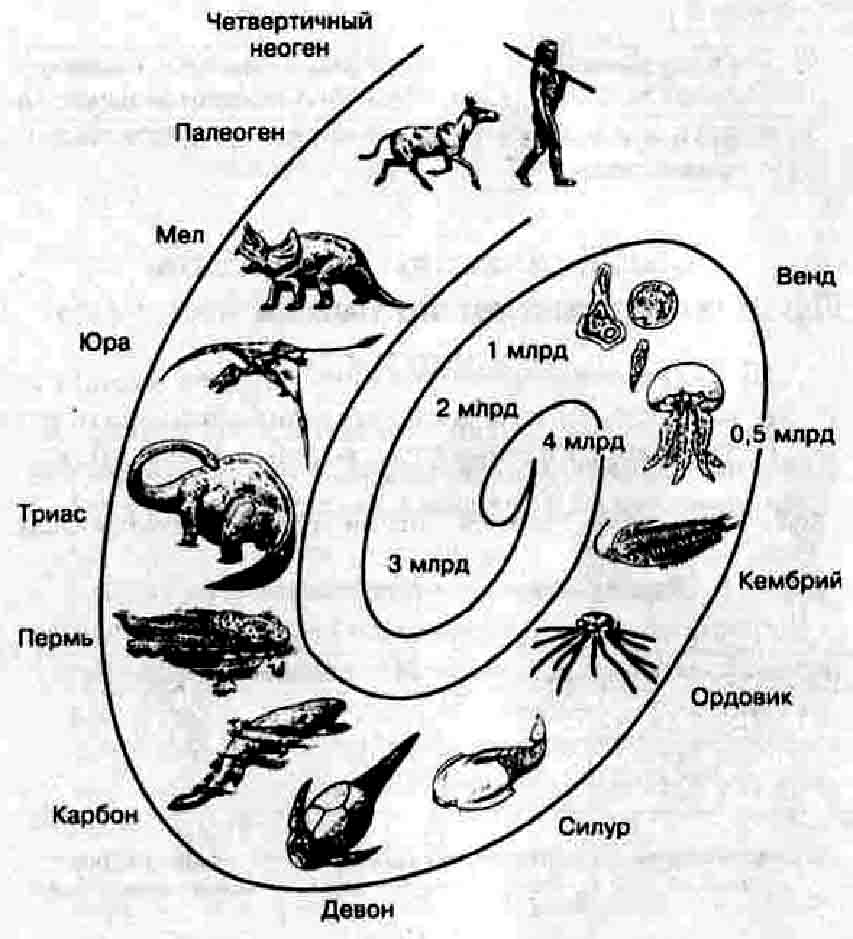 Четвертичный
неоген
Палеоген
Мел
Венд
Юра
1 млрд
2 млрд
4 млрд
0,5 млрд
Триас
3 млрд
Кембрий
Пермь
Ордовик
Карбон
Силур
Девон